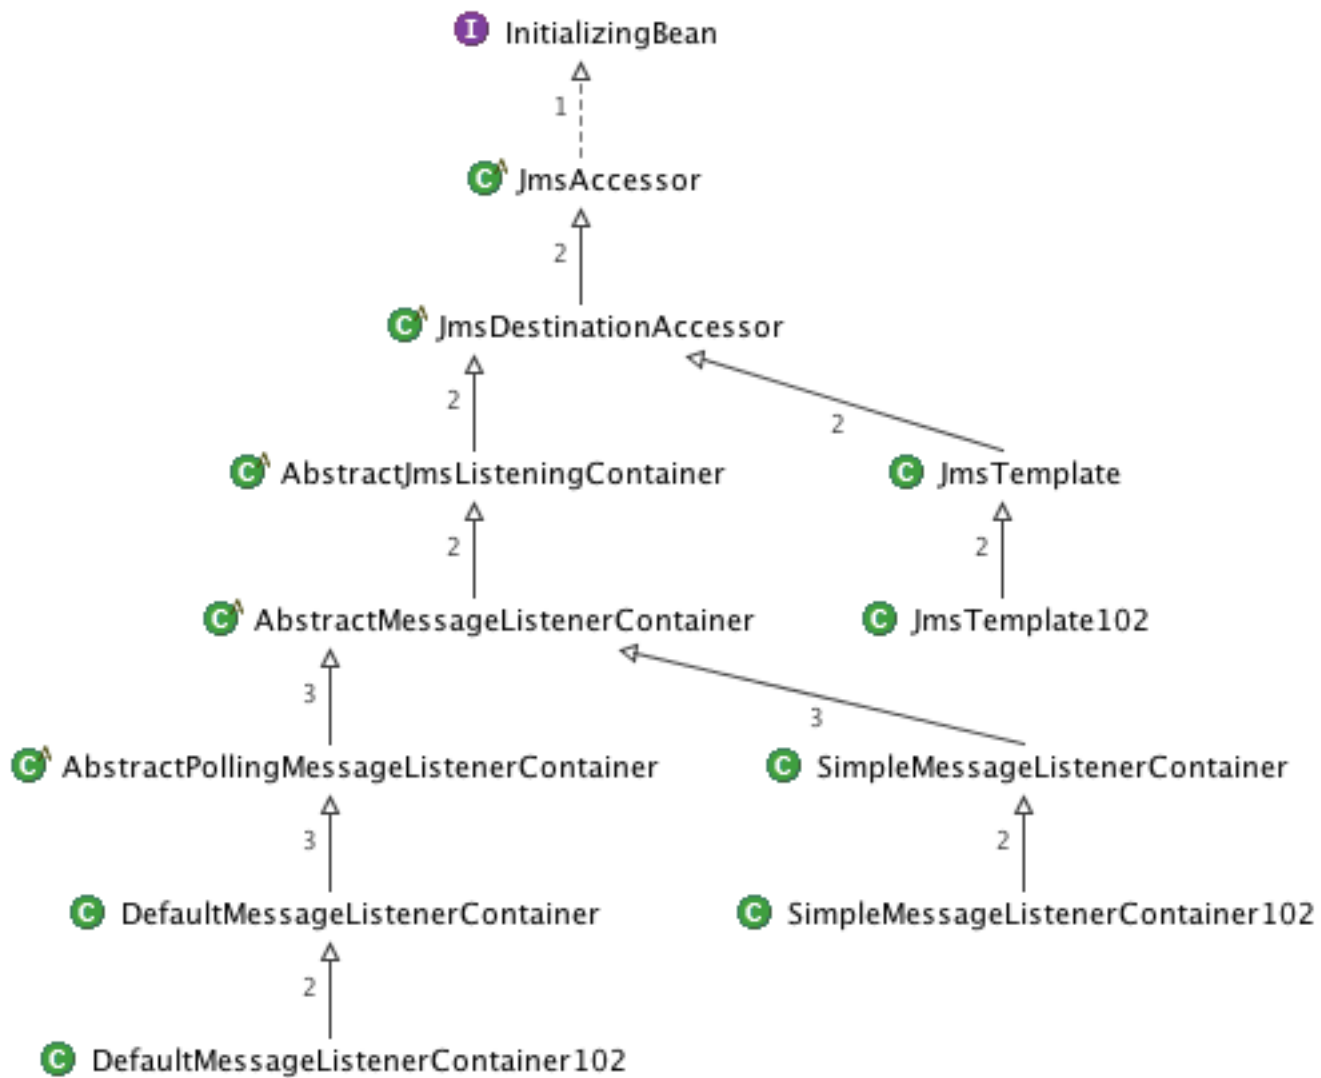 I InitializingBean
1
C A JmsAccessor
2
C A JmsDestinationAccessor
2
2
C A AbstractJmsListeningContainer
C JmsTemplate
2
2
C A AbstractMessageListenerContainer
C JmsTemplate102
3
3
C A AbstractPollingMessageListenerContainer
C SimpleMessageListenerContainer
3
2
C DefaultMessageListenerContainer
C SimpleMessageListenerContainer102
2
C DefaultMessageListenerContainer102